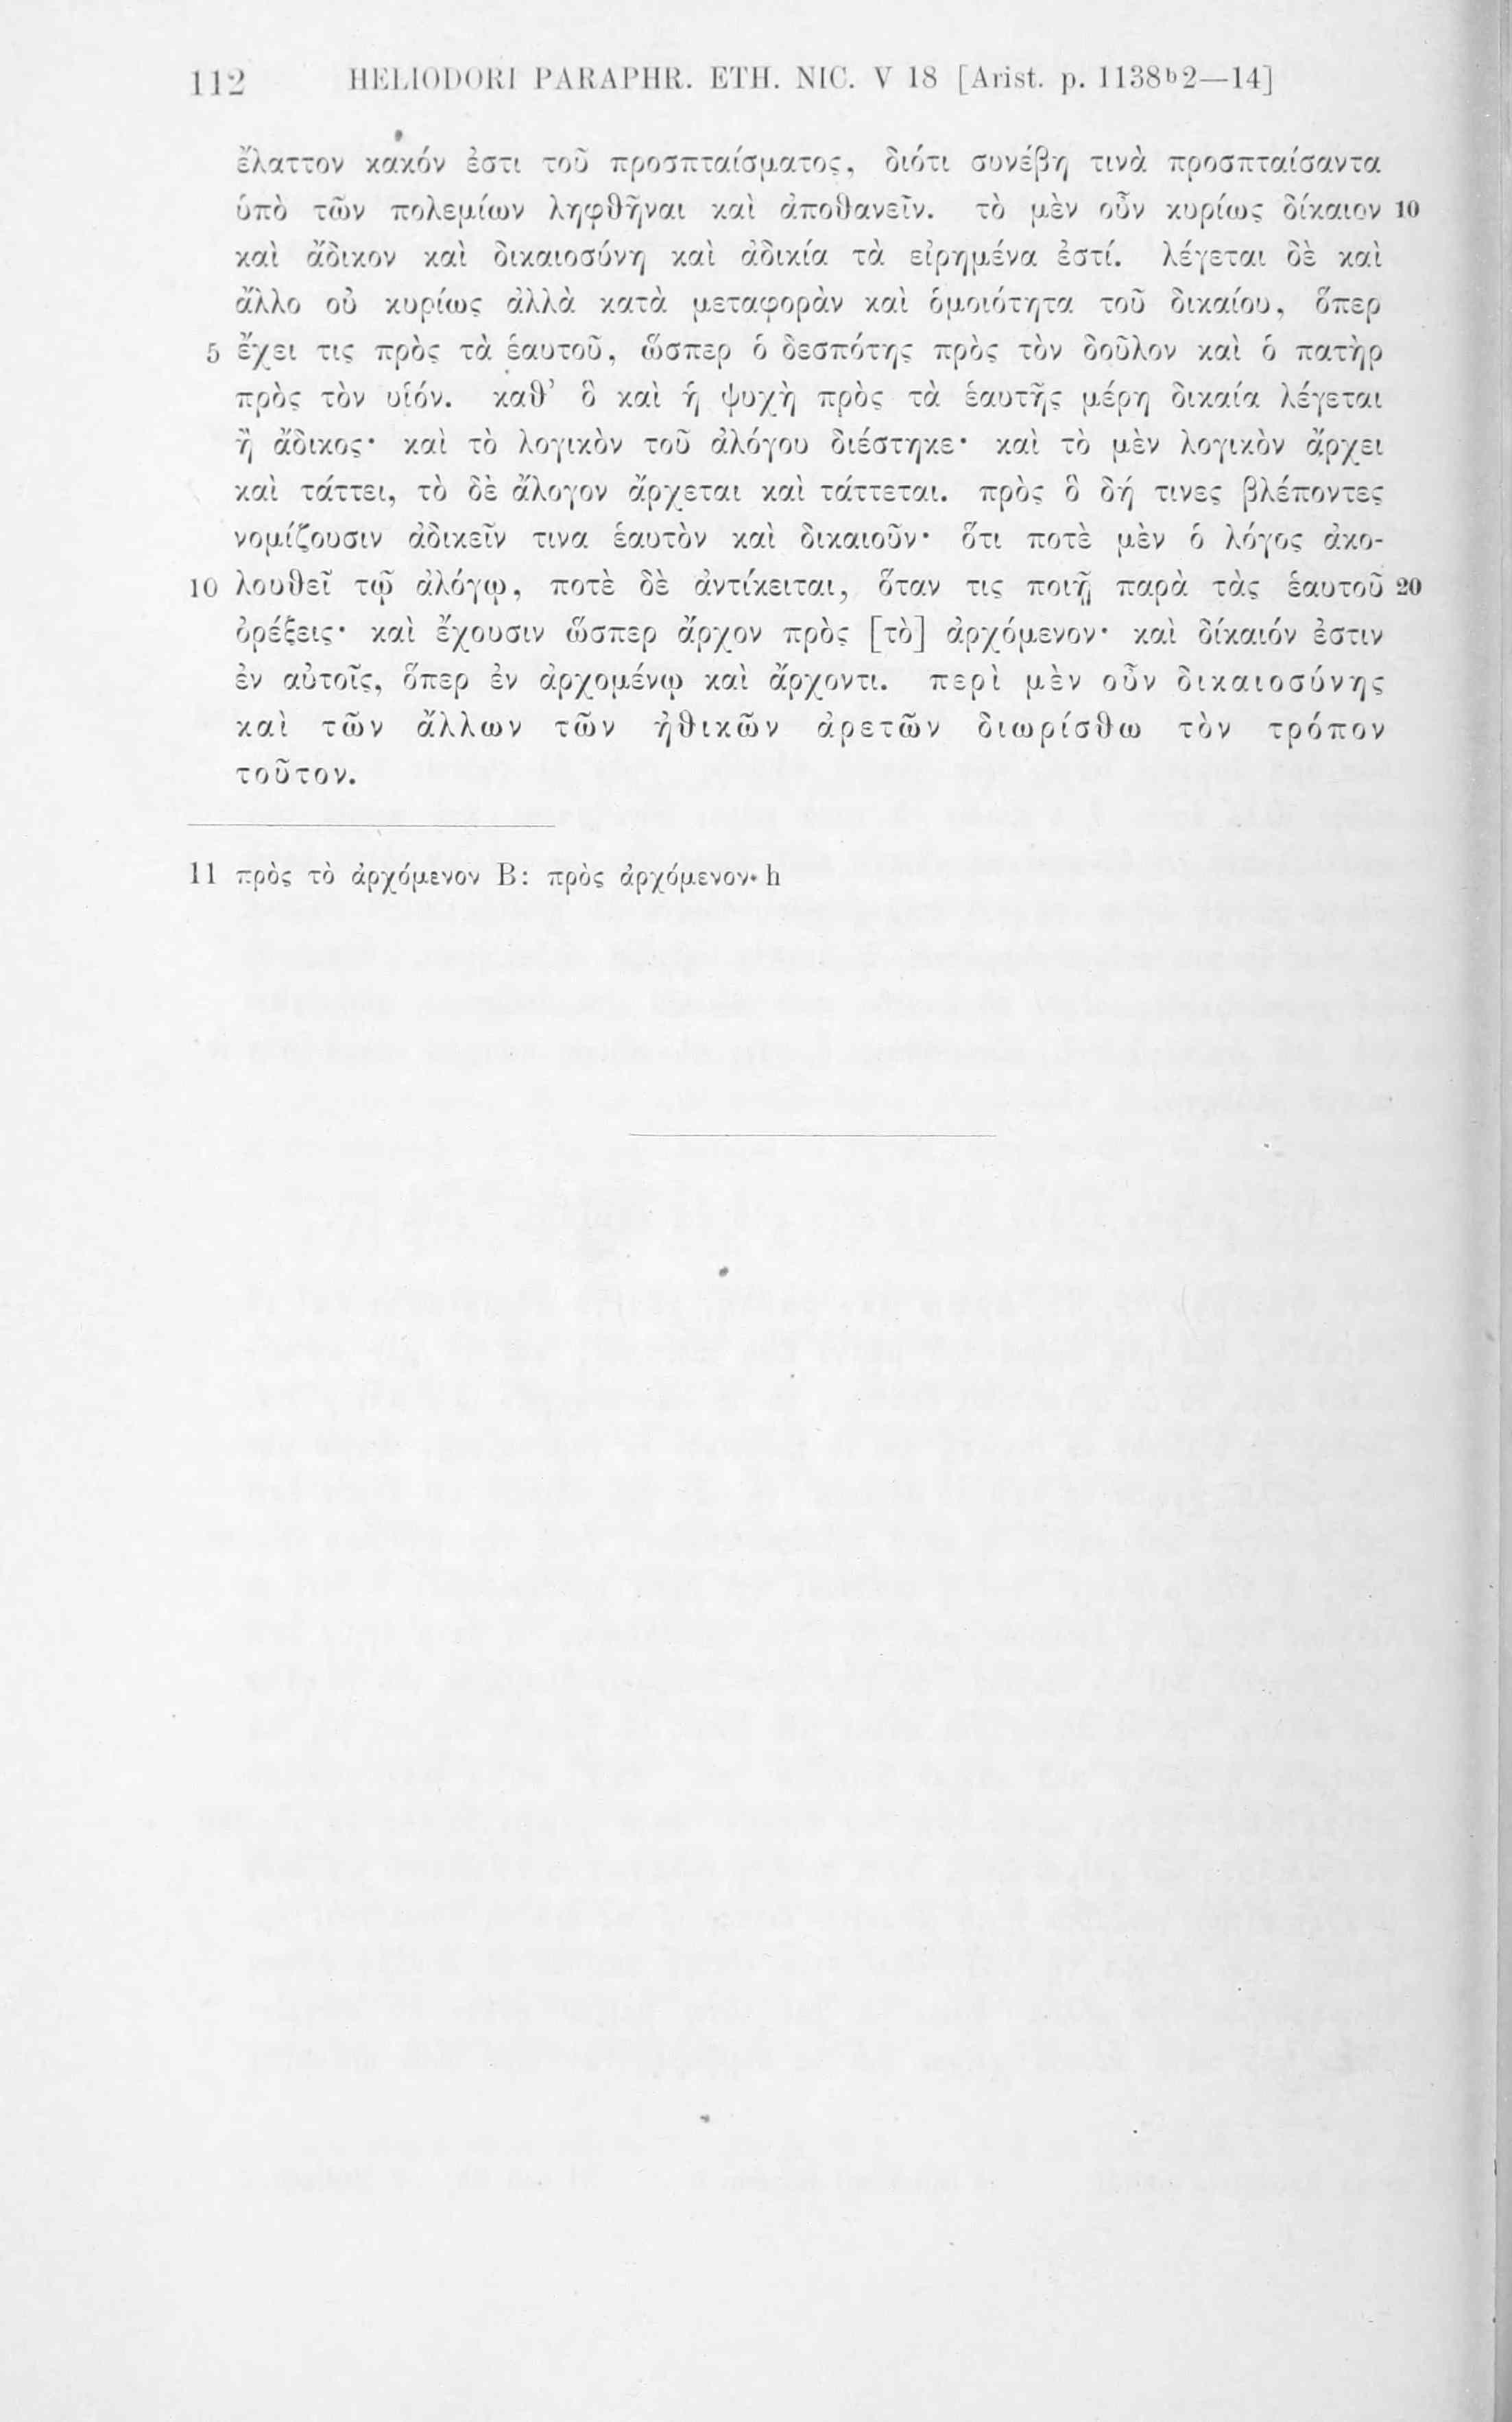 112 HELIODORI PARAPHR. ETH. NIC. V 18 [Arist. p. 1138ᵇ2—14]
ἔλαττον κακόν ἐστι τοῦ προσπταίσματος, διότι συνέβη τινὰ προσπταίσαντα
ὑπὸ τῶν πολεμίων ληφθῆναι καὶ ἀποθανεῖν. τὸ μὲν οὖν κυρίως δίκαιον 10
καὶ ἄδικον καὶ δικαιοσύνη καὶ ἀδικία τὰ εἰρημένα ἐστί. λέγεται δὲ καὶ
ἄλλο οὐ κυρίως ἀλλὰ κατὰ μεταφορὰν καὶ ὁμοιότητα τοῦ δικαίου, ὅπερ
5 ἔχει τις πρὸς τὰ ἑαυτοῦ, ὥσπερ ὁ δεσπότης πρὸς τὸν δοῦλον καὶ ὁ πατὴρ
πρὸς τὸν υἱόν. καθ’ ὃ καὶ ἡ ψυχὴ πρὸς τὰ ἑαυτῆς μέρη δικαία λέγεται
ἢ ἄδικος· καὶ τὸ λογικὸν τοῦ ἀλόγου διέστηκε· καὶ τὸ μὲν λογικὸν ἄρχει
καὶ τάττει, τὸ δὲ ἄλογον ἄρχεται καὶ τάττεται. πρὸς ὃ δή τινες βλέποντες
νομίζουσιν ἀδικεῖν τινα ἑαυτὸν καὶ δικαιοῦν· ὅτι ποτὲ μὲν ὁ λόγος ἀκο-
10 λουθεῖ τῷ ἀλόγῳ, ποτὲ δὲ ἀντίκειται, ὅταν τις ποιῇ παρὰ τὰς ἑαυτοῦ 20
ὀρέξεις· καὶ ἔχουσιν ὥσπερ ἄρχον πρὸς [τὸ] ἀρχόμενον· καὶ δίκαιόν ἐστιν
ἐν αὐτοῖς, ὅπερ ἐν ἀρχομένῳ καὶ ἄρχοντι. περὶ μὲν οὖν δικαιοσύνης
καὶ τῶν ἄλλων τῶν ἠθικῶν ἀρετῶν διωρίσθω τὸν τρόπον
τοῦτον.
11 πρὸς τὸ ἀρχόμενον B: πρὸς ἀρχόμενον· h